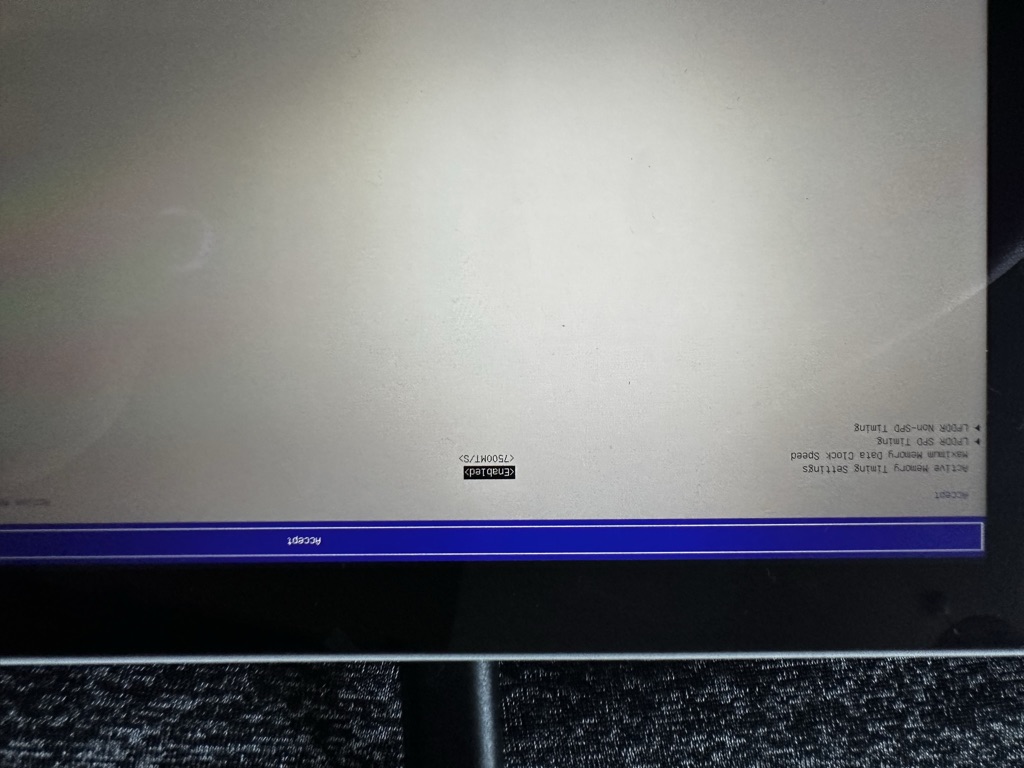 Accept
Accept
Active Memory Timing Settings <Enabled>
Maximum Memory Data Clock Speed <7500MT/S>
▶ LPDDR SPD Timing
▶ LPDDR Non-SPD Timing